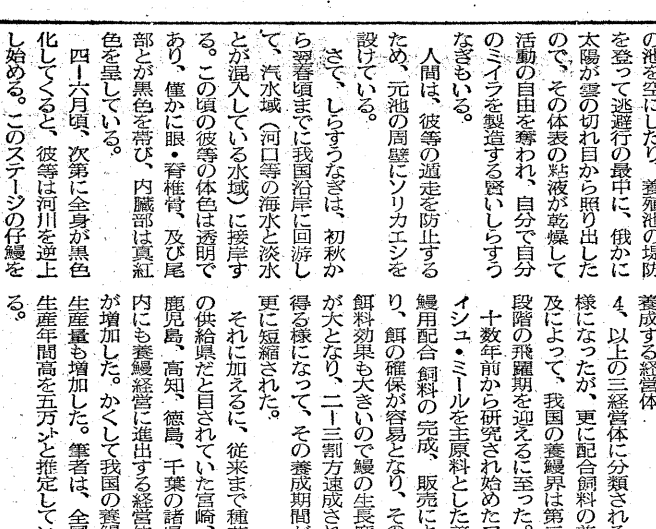 の池を空にしたり、養殖池の堤防
を登って逃避行の最中に、俄かに
太陽が雲の切れ目から照り出した
ので、その体表の粘液が乾燥して
活動の自由を奪われ、自分で自分
のミイラを製造する賢いしらすう
なぎもいる。
人間は、彼等の遁走を防止する
ため、元池の周壁にソリカエシを
設けている。
さて、しらすうなぎは、初秋か
ら翌春頃までに我国沿岸に回游し
て、汽水域（河口等の海水と淡水
とが混入している水域）に接岸す
る。この頃の彼等の体色は透明で
あり、僅かに眼・脊椎骨、及び尾
部とが黒色を帯び、内臓部は真紅
色を呈している。
四ー六月頃、次第に全身が黒色
化してくると、彼等は河川を逆上
し始める。このステージの仔鰻を
養成する経営体
4、以上の三経営体に分類され
様になったが、更に配合飼料の
及によって、我国の養鰻界は第
段階の飛躍期を迎えるに至った。
十数年前から研究され始めた
イシュ・ミールを主原料とした
鰻用配合飼料の完成、販売に
り、餌の確保が容易となり、その
餌料効果も大きいので鰻の生長
が大となり、二ー三割方速成さ
得る様になって、その養成期間が
更に短縮された。
それに加えるに、従来まで種
の供給県だと目されていた宮崎、
鹿児島、高知、徳島、千葉の諸
内にも養鰻経営に進出する経営
が増加した。かくして我国の養
生産量も増加した。筆者は、全
生産年間高を五万トと推定して
る。